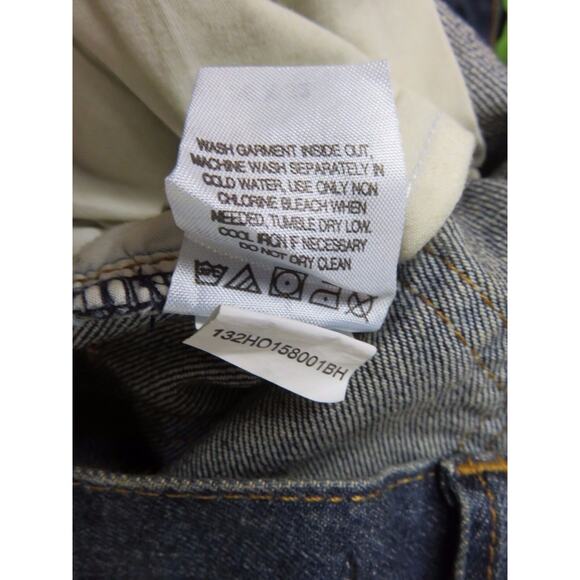 WASH GARMENT INSIDE OUT,
MACHINE WASH SEPARATELY IN
COLD WATER, USE ONLY NON
CHLORINE BLEACH WHEN
NEEDED, TUMBLE DRY LOW.
COOL IRON IF NECESSARY
DO NOT DRY CLEAN
132HO158001BH